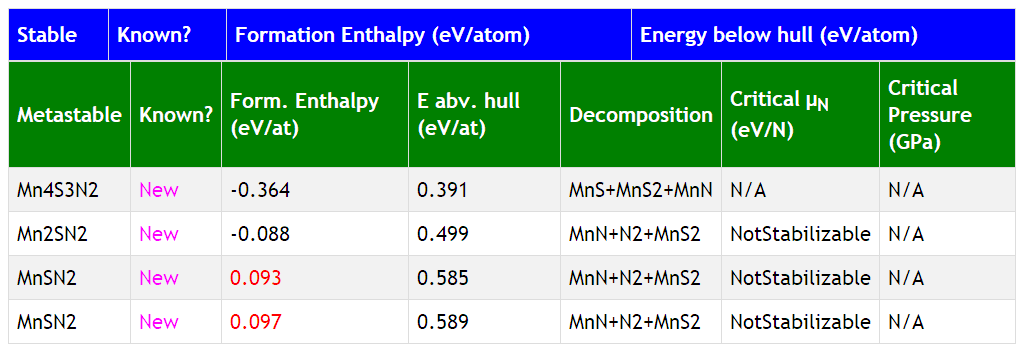 Stable Known? Formation Enthalpy (eV/atom) Energy below hull (eV/atom)
Metastable Known? Form. Enthalpy (eV/at) E abv. hull (eV/at) Decomposition Critical μN (eV/N) Critical Pressure (GPa)
Mn4S3N2 New -0.364 0.391 MnS+MnS2+MnN N/A N/A
Mn2SN2 New -0.088 0.499 MnN+N2+MnS2 NotStabilizable N/A
MnSN2 New 0.093 0.585 MnN+N2+MnS2 NotStabilizable N/A
MnSN2 New 0.097 0.589 MnN+N2+MnS2 NotStabilizable N/A